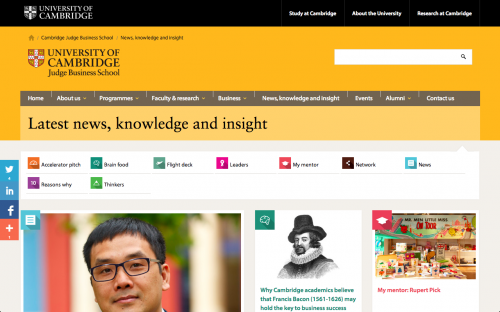 UNIVERSITY OF
CAMBRIDGE
Study at Cambridge
About the University
Research at Cambridge
Cambridge Judge Business School
News, knowledge and insight
UNIVERSITY OF
CAMBRIDGE
Judge Business School
Home
About us
Programmes
Faculty & research
Business
News, knowledge and insight
Events
Alumni
Contact us
Latest news, knowledge and insight
Accelerator pitch
Brain food
Flight deck
Leaders
My mentor
Network
News
10
Reasons why
Thinkers
MR. MEN LITTLE MISS
ON TOUR
Why Cambridge academics believe
that Francis Bacon (1561-1626) may
hold the key to business success
My mentor: Rupert Pick